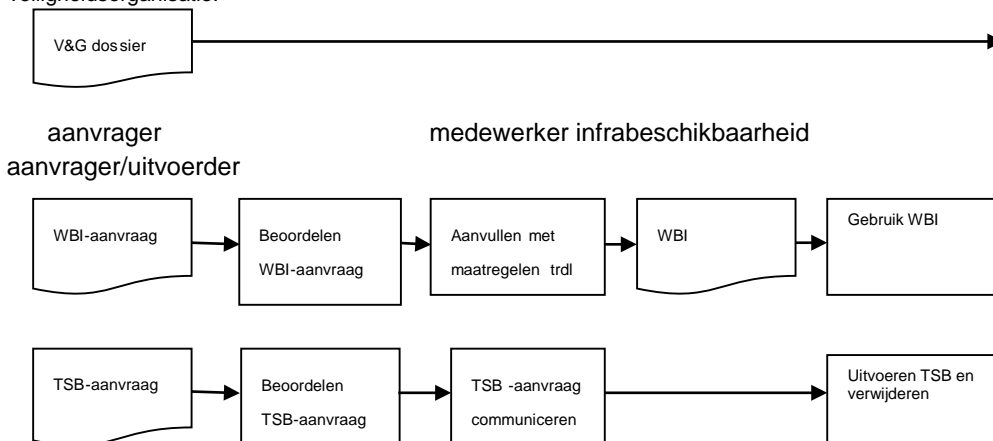 V&G dossier
aanvrager
medewerker infrabeschikbaarheid
aanvrager/uitvoerder
WBI-aanvraag
Beoordelen
WBI-aanvraag
Aanvullen met
maatregelen trdl
WBI
Gebruik WBI
TSB-aanvraag
Beoordelen
TSB-aanvraag
TSB -aanvraag
communiceren
Uitvoeren TSB en
verwijderen